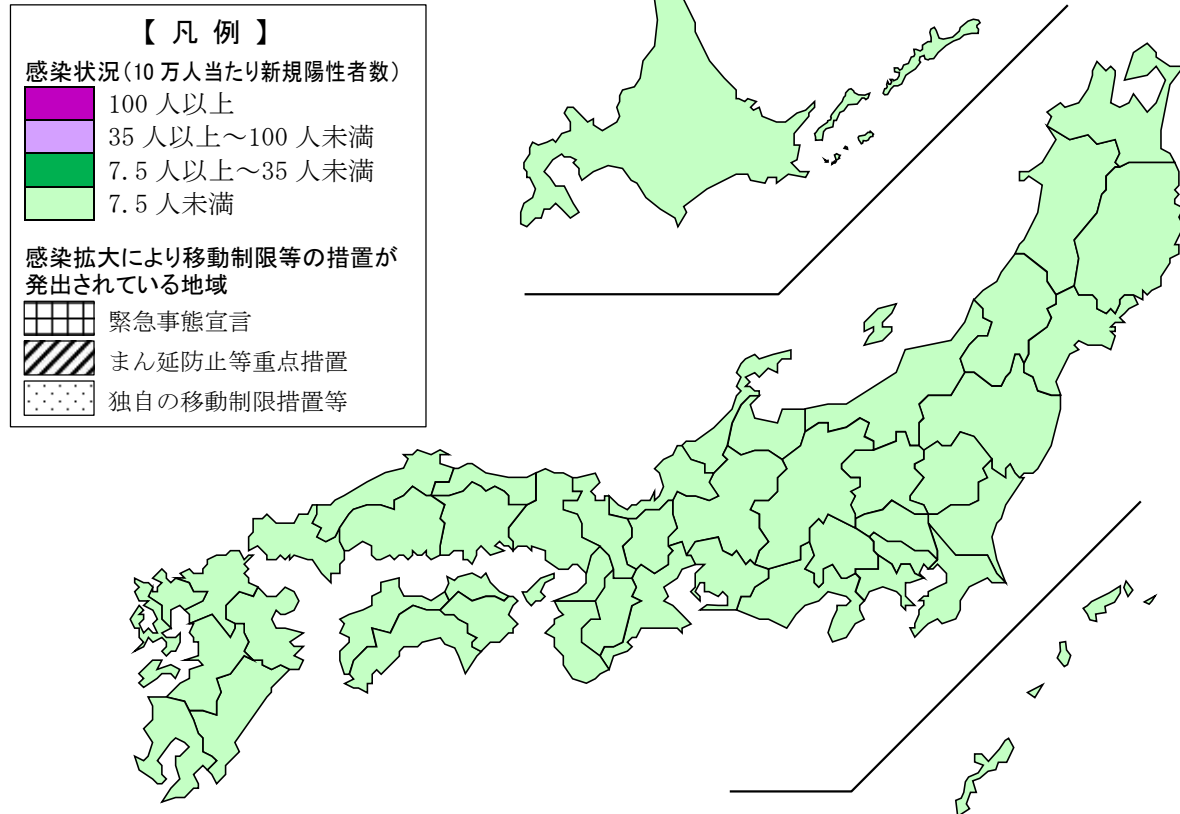 【 凡 例 】
感染状況(10 万人当たり新規陽性者数)
100 人以上
35 人以上～100 人未満
7.5 人以上～35 人未満
7.5 人未満
感染拡大により移動制限等の措置が
発出されている地域
緊急事態宣言
まん延防止等重点措置
独自の移動制限措置等